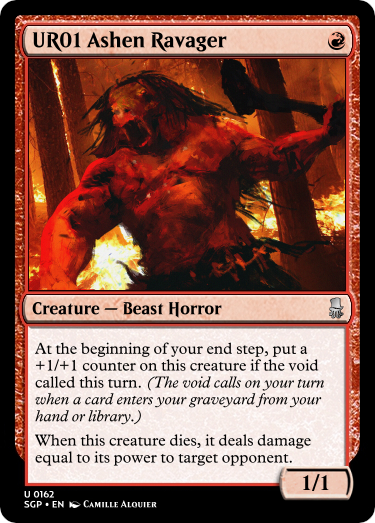 UR01 Ashen Ravager
Creature — Beast Horror
At the beginning of your end step, put a
+1/+1 counter on this creature if the void
called this turn. (The void calls on your turn
when a card enters your graveyard from your
hand or library.)
When this creature dies, it deals damage
equal to its power to target opponent.
1/1
U 0162
SGP • EN Camille Alquier